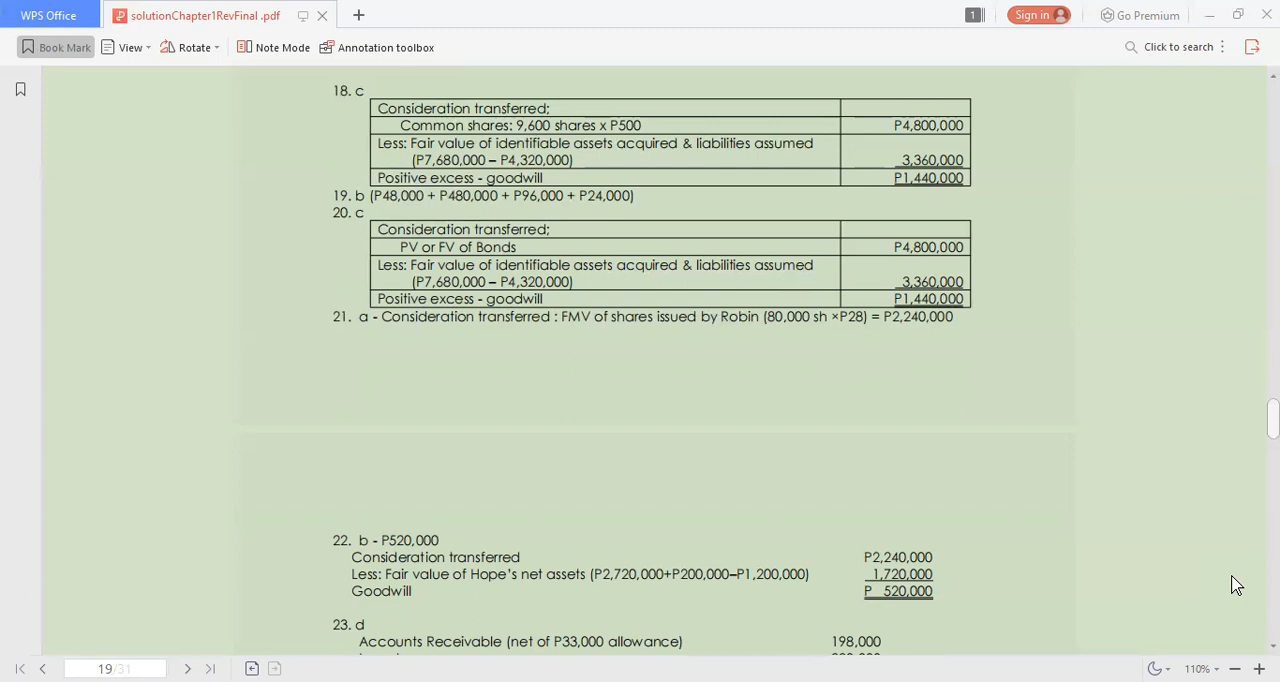 WPS Office
solutionChapter1RevFinal .pdf
1
Sign in
Go Premium
Book Mark
View
Rotate
Note Mode
Annotation toolbox
Click to search
18. c
Consideration transferred;
Common shares: 9,600 shares x P500 P4,800,000
Less: Fair value of identifiable assets acquired & liabilities assumed
(P7,680,000 – P4,320,000) 3,360,000
Positive excess - goodwill P1,440,000
19. b (P48,000 + P480,000 + P96,000 + P24,000)
20. c
Consideration transferred;
PV or FV of Bonds P4,800,000
Less: Fair value of identifiable assets acquired & liabilities assumed
(P7,680,000 – P4,320,000) 3,360,000
Positive excess - goodwill P1,440,000
21. a - Consideration transferred : FMV of shares issued by Robin (80,000 sh ×P28) = P2,240,000
22. b - P520,000
Consideration transferred P2,240,000
Less: Fair value of Hope's net assets (P2,720,000+P200,000–P1,200,000) 1,720,000
Goodwill P 520,000
23. d
Accounts Receivable (net of P33,000 allowance) 198,000
19/31
110%